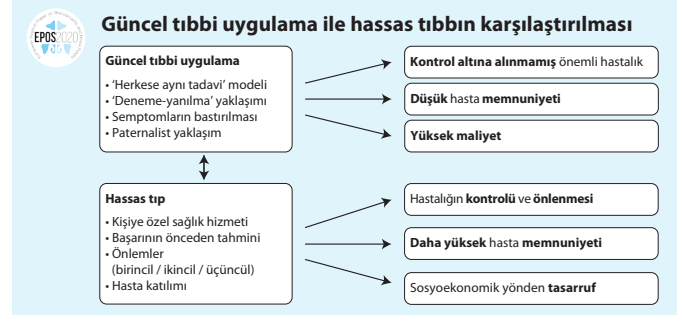 EPOS2020
Güncel tıbbi uygulama ile hassas tıbbın karşılaştırılması
Güncel tıbbi uygulama
• ‘Herkese aynı tadavi’ modeli
• ‘Deneme-yanılma’ yaklaşımı
• Semptomların bastırılması
• Paternalist yaklaşım
Kontrol altına alınmamış önemli hastalık
Düşük hasta memnuniyeti
Yüksek maliyet
Hassas tıp
• Kişiye özel sağlık hizmeti
• Başarının önceden tahmini
• Önlemler
(birincil / ikincil / üçüncül)
• Hasta katılımı
Hastalığın kontrolü ve önlenmesi
Daha yüksek hasta memnuniyeti
Sosyoekonomik yönden tasarruf